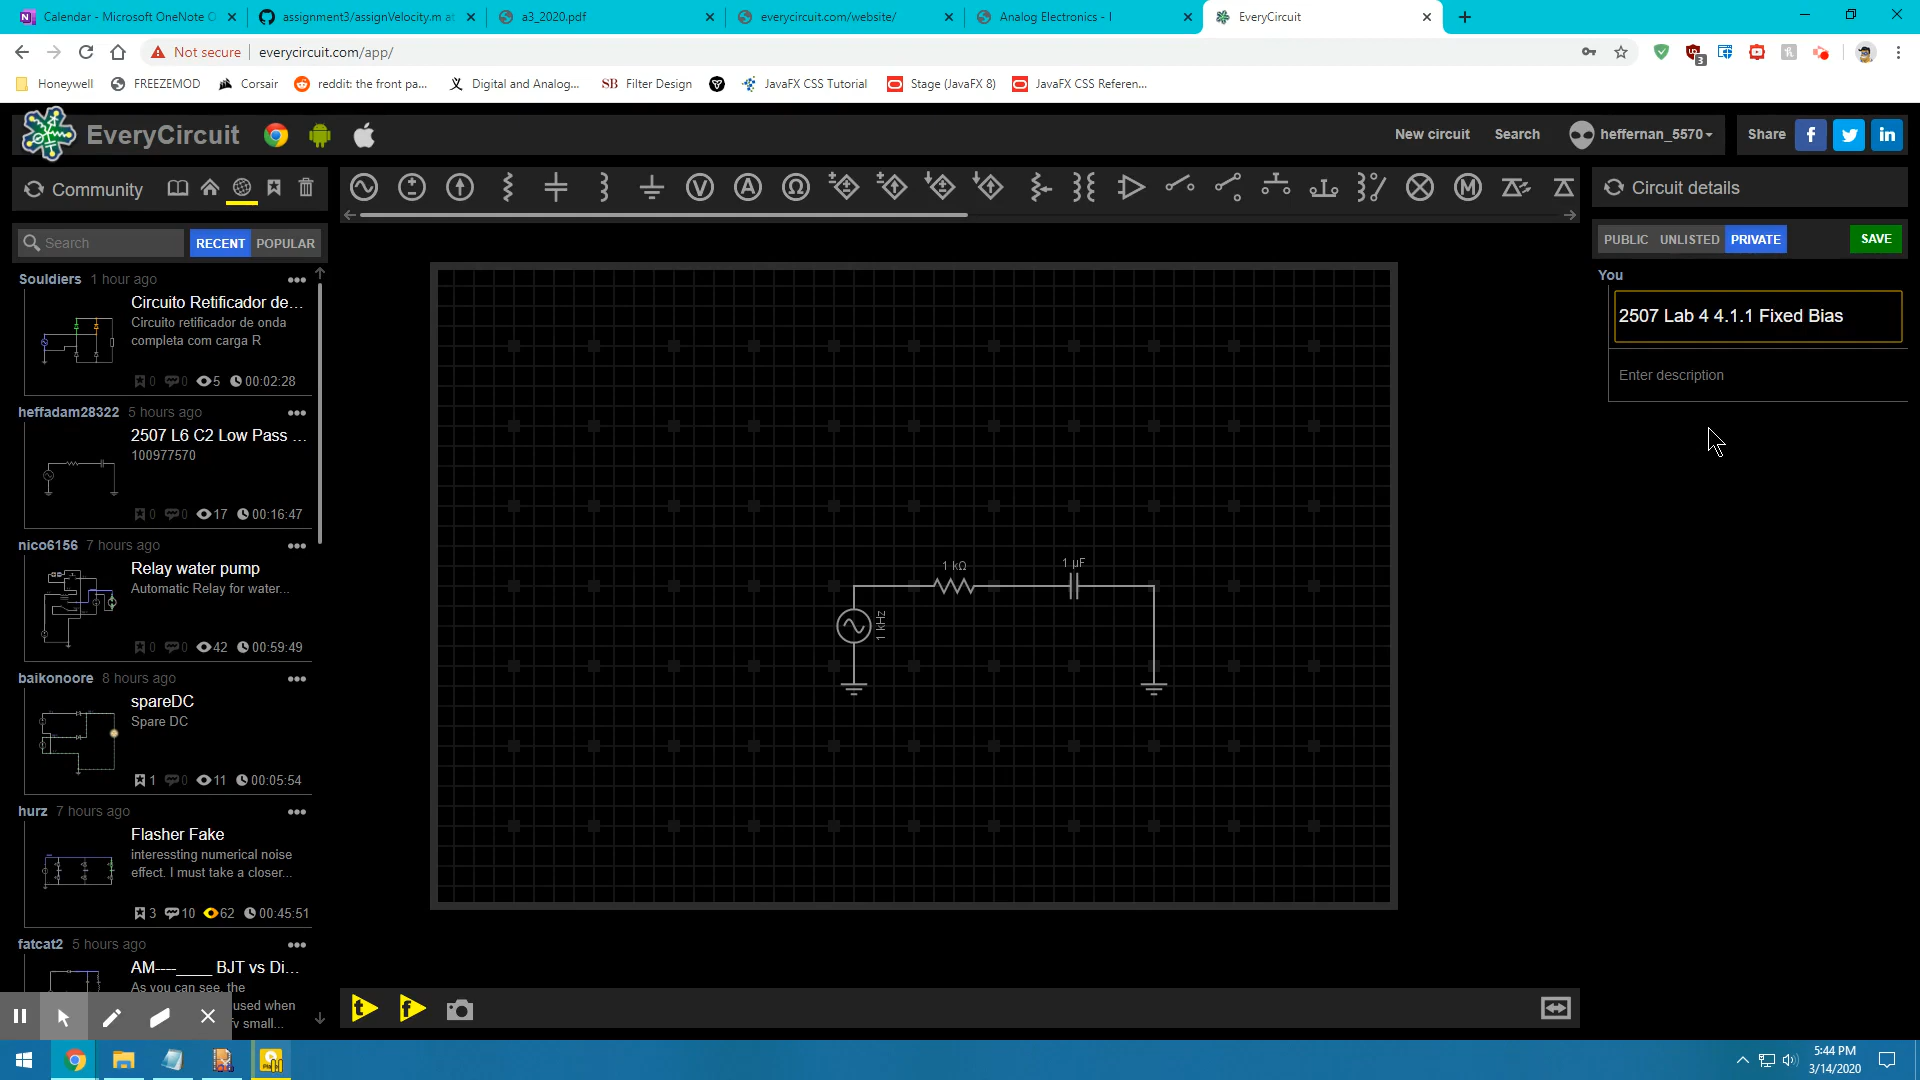 Calendar - Microsoft OneNote O
assignment3/assignVelocity.m at
a3_2020.pdf
everycircuit.com/website/
Analog Electronics - I
EveryCircuit
Not secure
everycircuit.com/app/
3
Honeywell
FREEZEMOD
Corsair
reddit: the front pa...
Digital and Analog...
SB
Filter Design
JavaFX CSS Tutorial
Stage (JavaFX 8)
JavaFX CSS Referen...
EveryCircuit
New circuit
Search
heffernan_5570
Share
f
in
Community
V
A
Ω
M
Circuit details
Search
RECENT
POPULAR
PUBLIC
UNLISTED
PRIVATE
SAVE
You
2507 Lab 4 4.1.1 Fixed Bias
Enter description
Souldiers 1 hour ago
Circuito Retificador de...
Circuito retificador de onda
completa com carga R
0 0 5 00:02:28
heffadam28322 5 hours ago
2507 L6 C2 Low Pass ...
100977570
0 0 17 00:16:47
nico6156 7 hours ago
Relay water pump
Automatic Relay for water...
0 0 42 00:59:49
baikonoore 8 hours ago
spareDC
Spare DC
1 0 11 00:05:54
hurz 7 hours ago
Flasher Fake
interessting numerical noise
effect. I must take a closer...
3 10 62 00:45:51
fatcat2 5 hours ago
AM----____ BJT vs Di...
As you can see, the
used when
small...
1 kΩ
1 µF
1 kHz
t
f
5:44 PM
3/14/2020